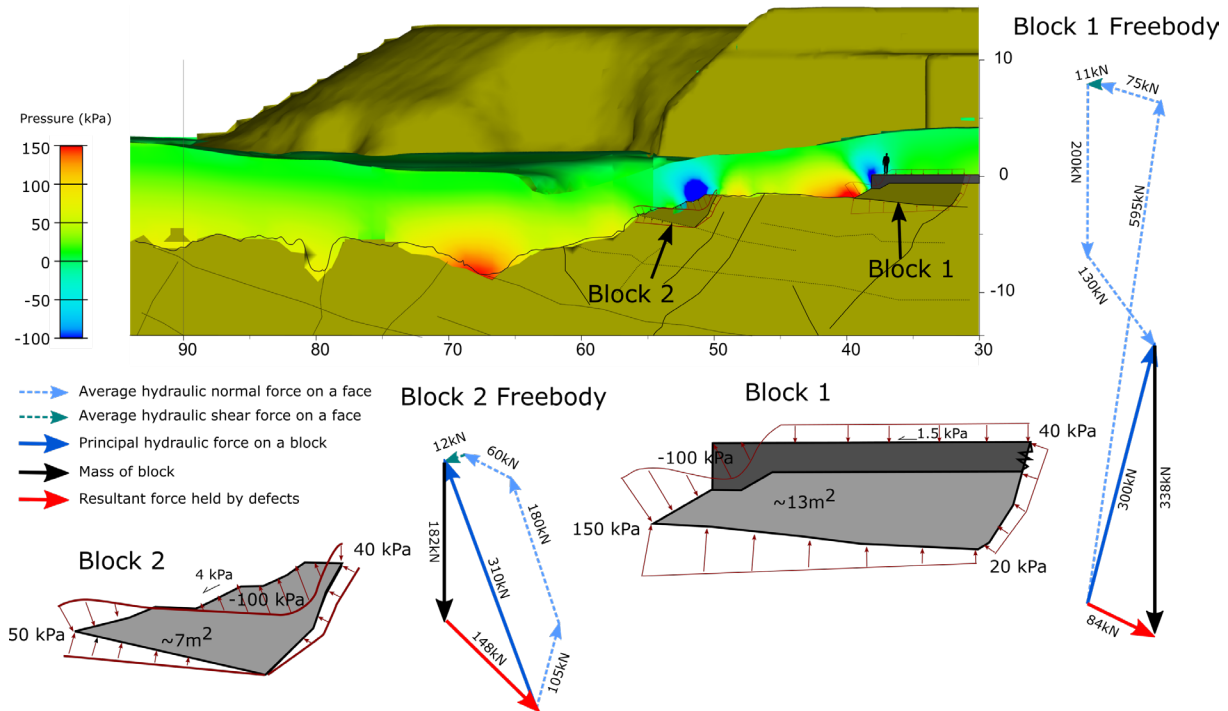 Block 1 Freebody
Pressure (kPa)
150
100
50
0
-50
-100
10
0
-10
90
80
70
60
50
40
30
Block 2
Block 1
11kN
75kN
200kN
595kN
130kN
300kN
338kN
84kN
Average hydraulic normal force on a face
Average hydraulic shear force on a face
Principal hydraulic force on a block
Mass of block
Resultant force held by defects
Block 2 Freebody
12kN
60kN
180kN
182kN
310kN
148kN
105kN
Block 1
1.5 kPa
40 kPa
-100 kPa
~13m²
150 kPa
20 kPa
Block 2
40 kPa
4 kPa
-100 kPa
50 kPa
~7m²